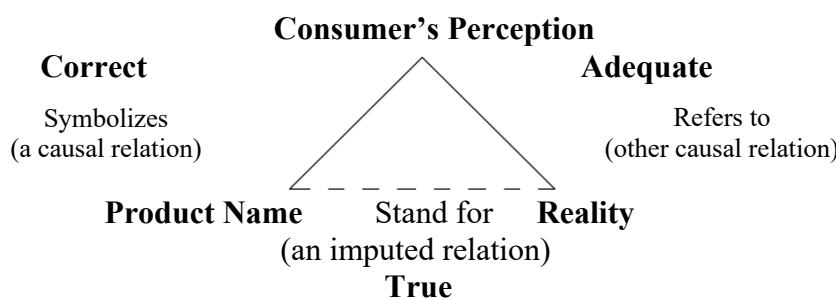 Consumer’s Perception
Correct
Adequate
Symbolizes
(a causal relation)
Refers to
(other causal relation)
Product Name
Stand for
Reality
(an imputed relation)
True